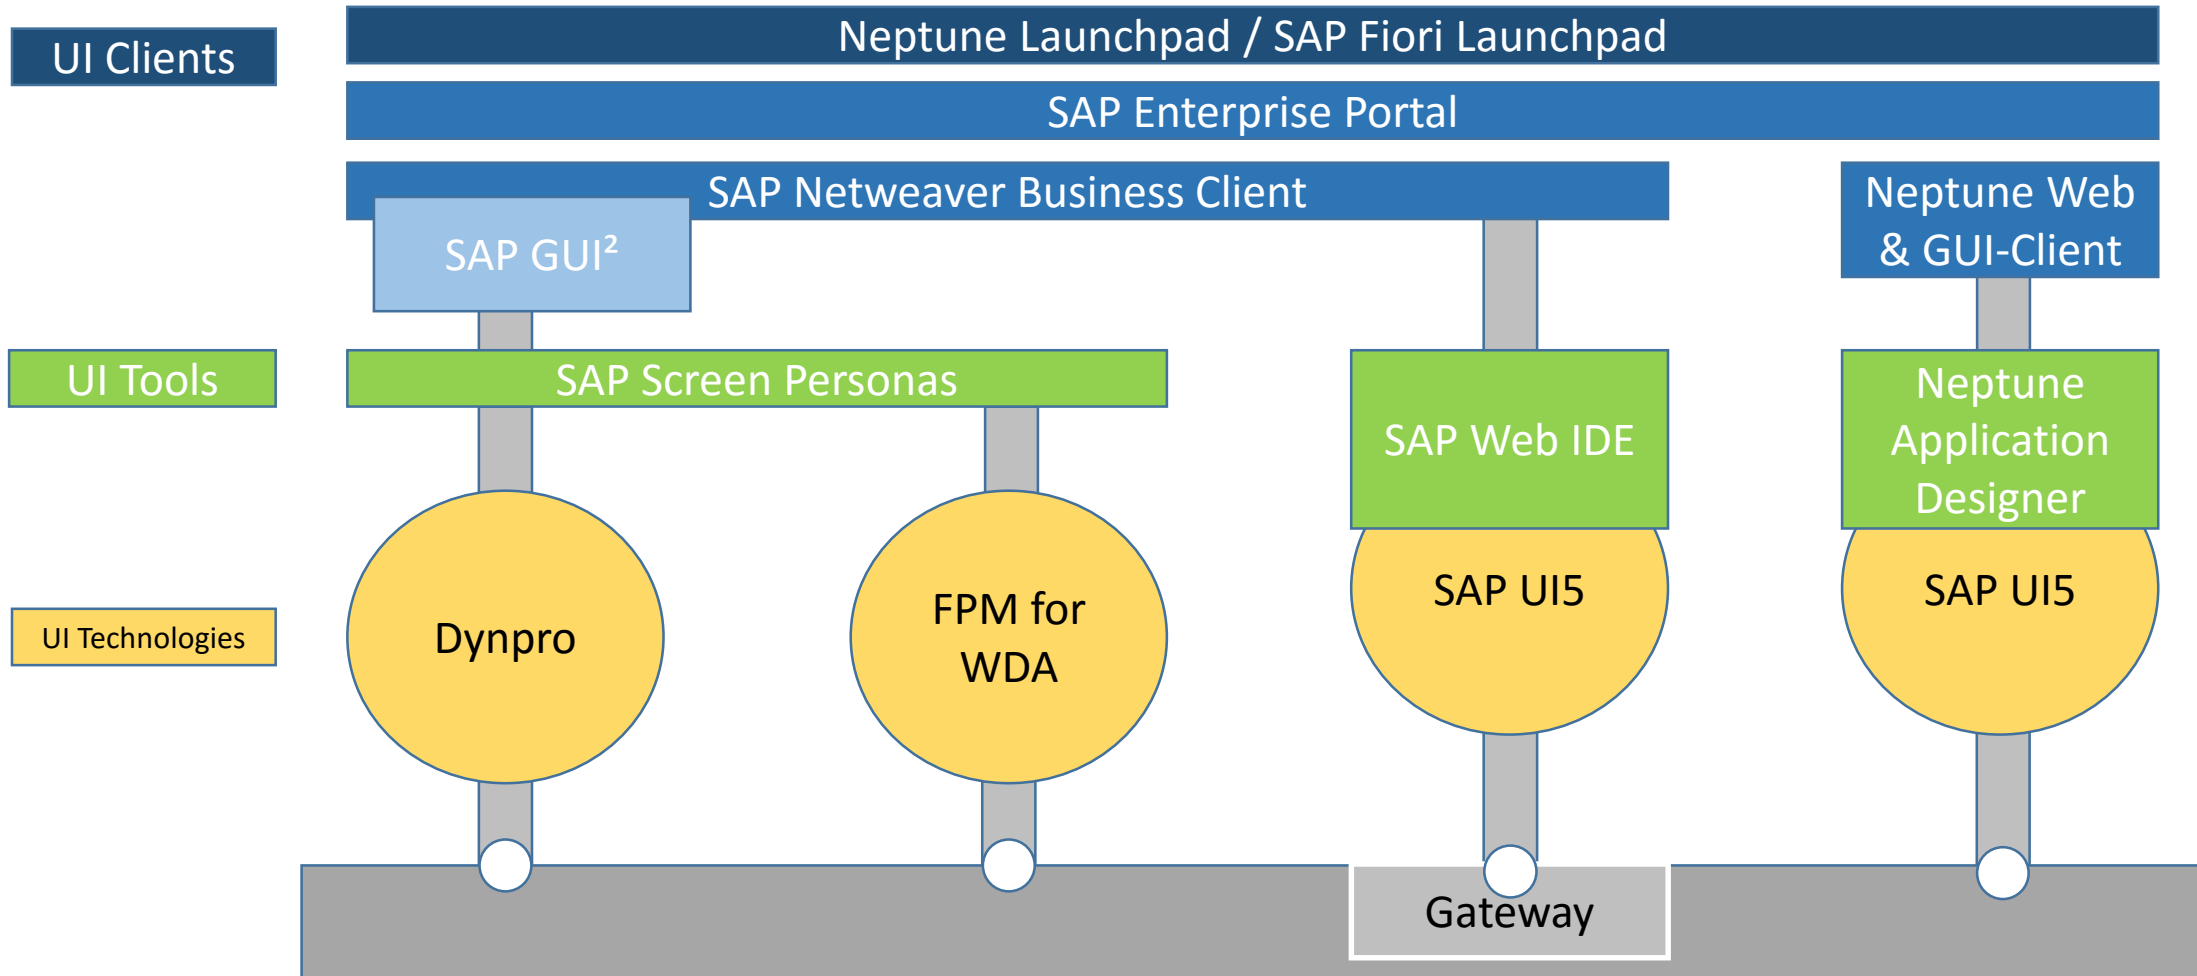 Neptune Launchpad / SAP Fiori Launchpad
UI Clients
SAP Enterprise Portal
SAP Netweaver Business Client
Neptune Web
& GUI-Client
SAP GUI²
UI Tools
SAP Screen Personas
SAP Web IDE
Neptune
Application
Designer
UI Technologies
Dynpro
FPM for
WDA
SAP UI5
SAP UI5
Gateway